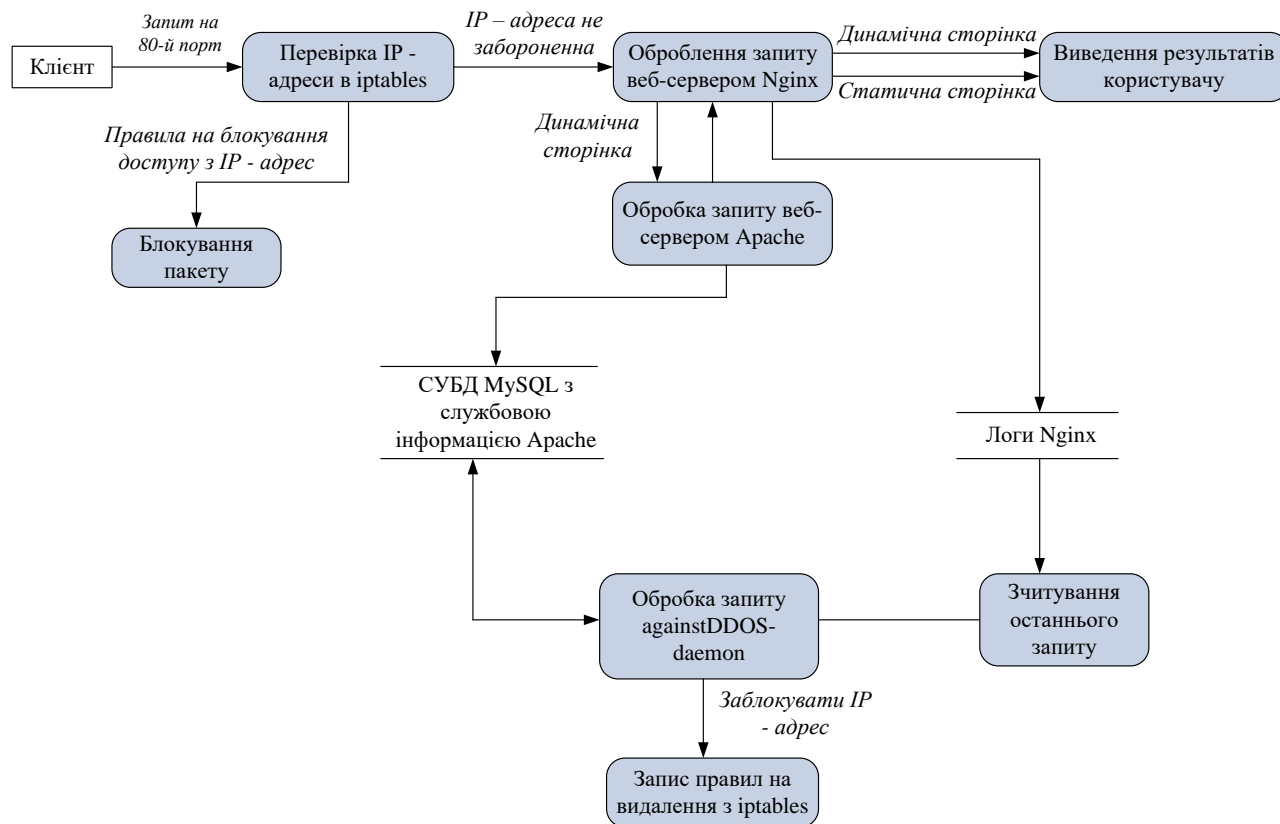 Клієнт
Запит на
80-й порт
Перевірка IP -
адреси в iptables
IP – адреса не
забороненна
Оброблення запиту
веб-сервером Nginx
Динамічна сторінка
Статична сторінка
Виведення результатів
користувачу
Правила на блокування
доступу з IP - адрес
Динамічна
сторінка
Блокування
пакету
Обробка запиту веб-
сервером Apache
СУБД MySQL з
службовою
інформацією Apache
Логи Nginx
Обробка запиту
againstDDOS-
daemon
Зчитування
останнього
запиту
Заблокувати IP
- адрес
Запис правил на
видалення з iptables